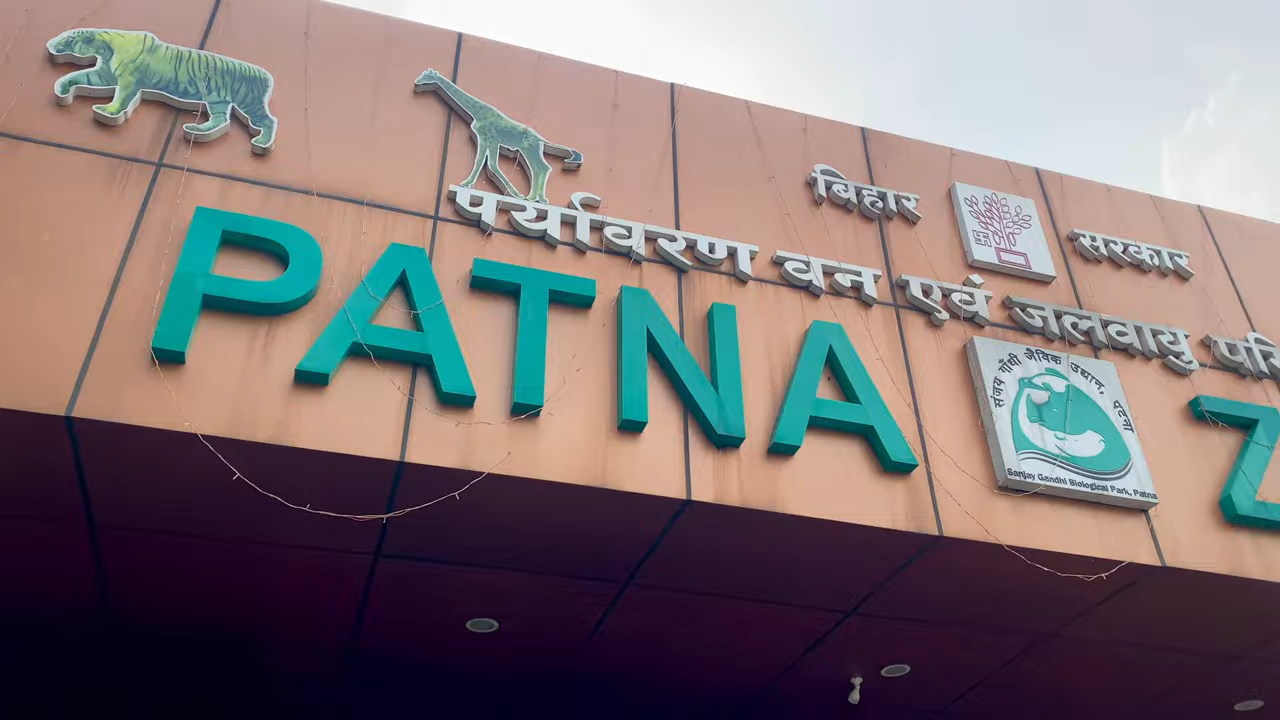 बिहार सरकार
पर्यावरण वन एवं जलवायु
PATNA Z
संजय गाँधी जैविक उद्यान, पटना
Sanjay Gandhi Biological Park, Patna